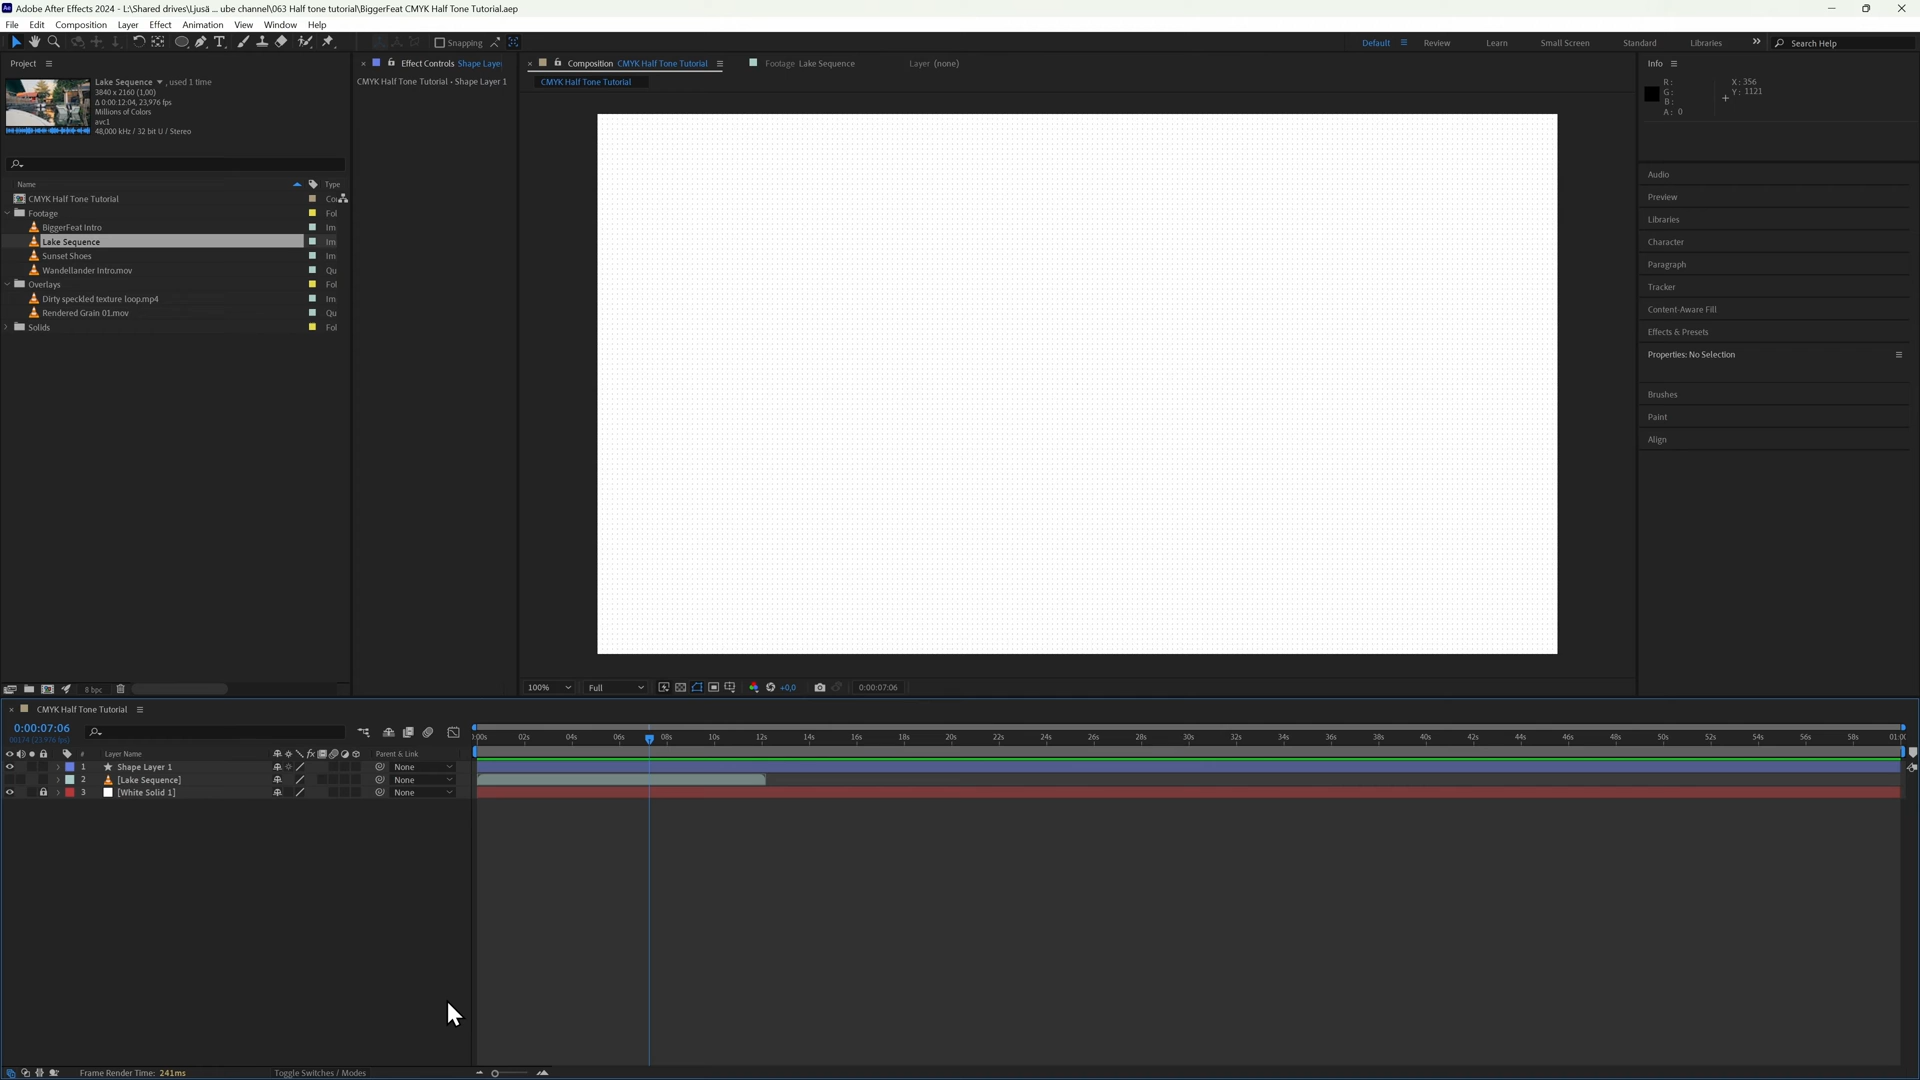 Adobe After Effects 2024 - L:\Shared drives\Ljusä ... ube channel\063 Half tone tutorial\BiggerFeat CMYK Half Tone Tutorial.aep
File Edit Composition Layer Effect Animation View Window Help
Snapping
Default Review Learn Small Screen Standard Libraries Search Help
Project
Lake Sequence , used 1 time
3840 x 2160 (1,00)
Δ 0:00:12:04, 23,976 fps
Millions of Colors
avc1
48,000 kHz / 32 bit U / Stereo
Name Type
CMYK Half Tone Tutorial
Footage Fol
BiggerFeat Intro Im
Lake Sequence Im
Sunset Shoes Im
Wandellander Intro.mov Qu
Overlays Fol
Dirty speckled texture loop.mp4 Im
Rendered Grain 01.mov Qu
Solids Fol
8 bpc
Effect Controls Shape Layer
CMYK Half Tone Tutorial • Shape Layer 1
Composition CMYK Half Tone Tutorial
Footage Lake Sequence
Layer (none)
CMYK Half Tone Tutorial
100% Full +0,0 0:00:07:06
Info
R: X: 356
G: Y: 1121
B:
A: 0
Audio
Preview
Libraries
Character
Paragraph
Tracker
Content-Aware Fill
Effects & Presets
Properties: No Selection
Brushes
Paint
Align
CMYK Half Tone Tutorial
0:00:07:06
00174 (23.976 fps)
:00s 02s 04s 06s 08s 10s 12s 14s 16s 18s 20s 22s 24s 26s 28s 30s 32s 34s 36s 38s 40s 42s 44s 46s 48s 50s 52s 54s 56s 58s 01:0
# Layer Name fx Parent & Link
1 Shape Layer 1 None
2 [Lake Sequence] None
3 [White Solid 1] None
Frame Render Time: 241ms
Toggle Switches / Modes